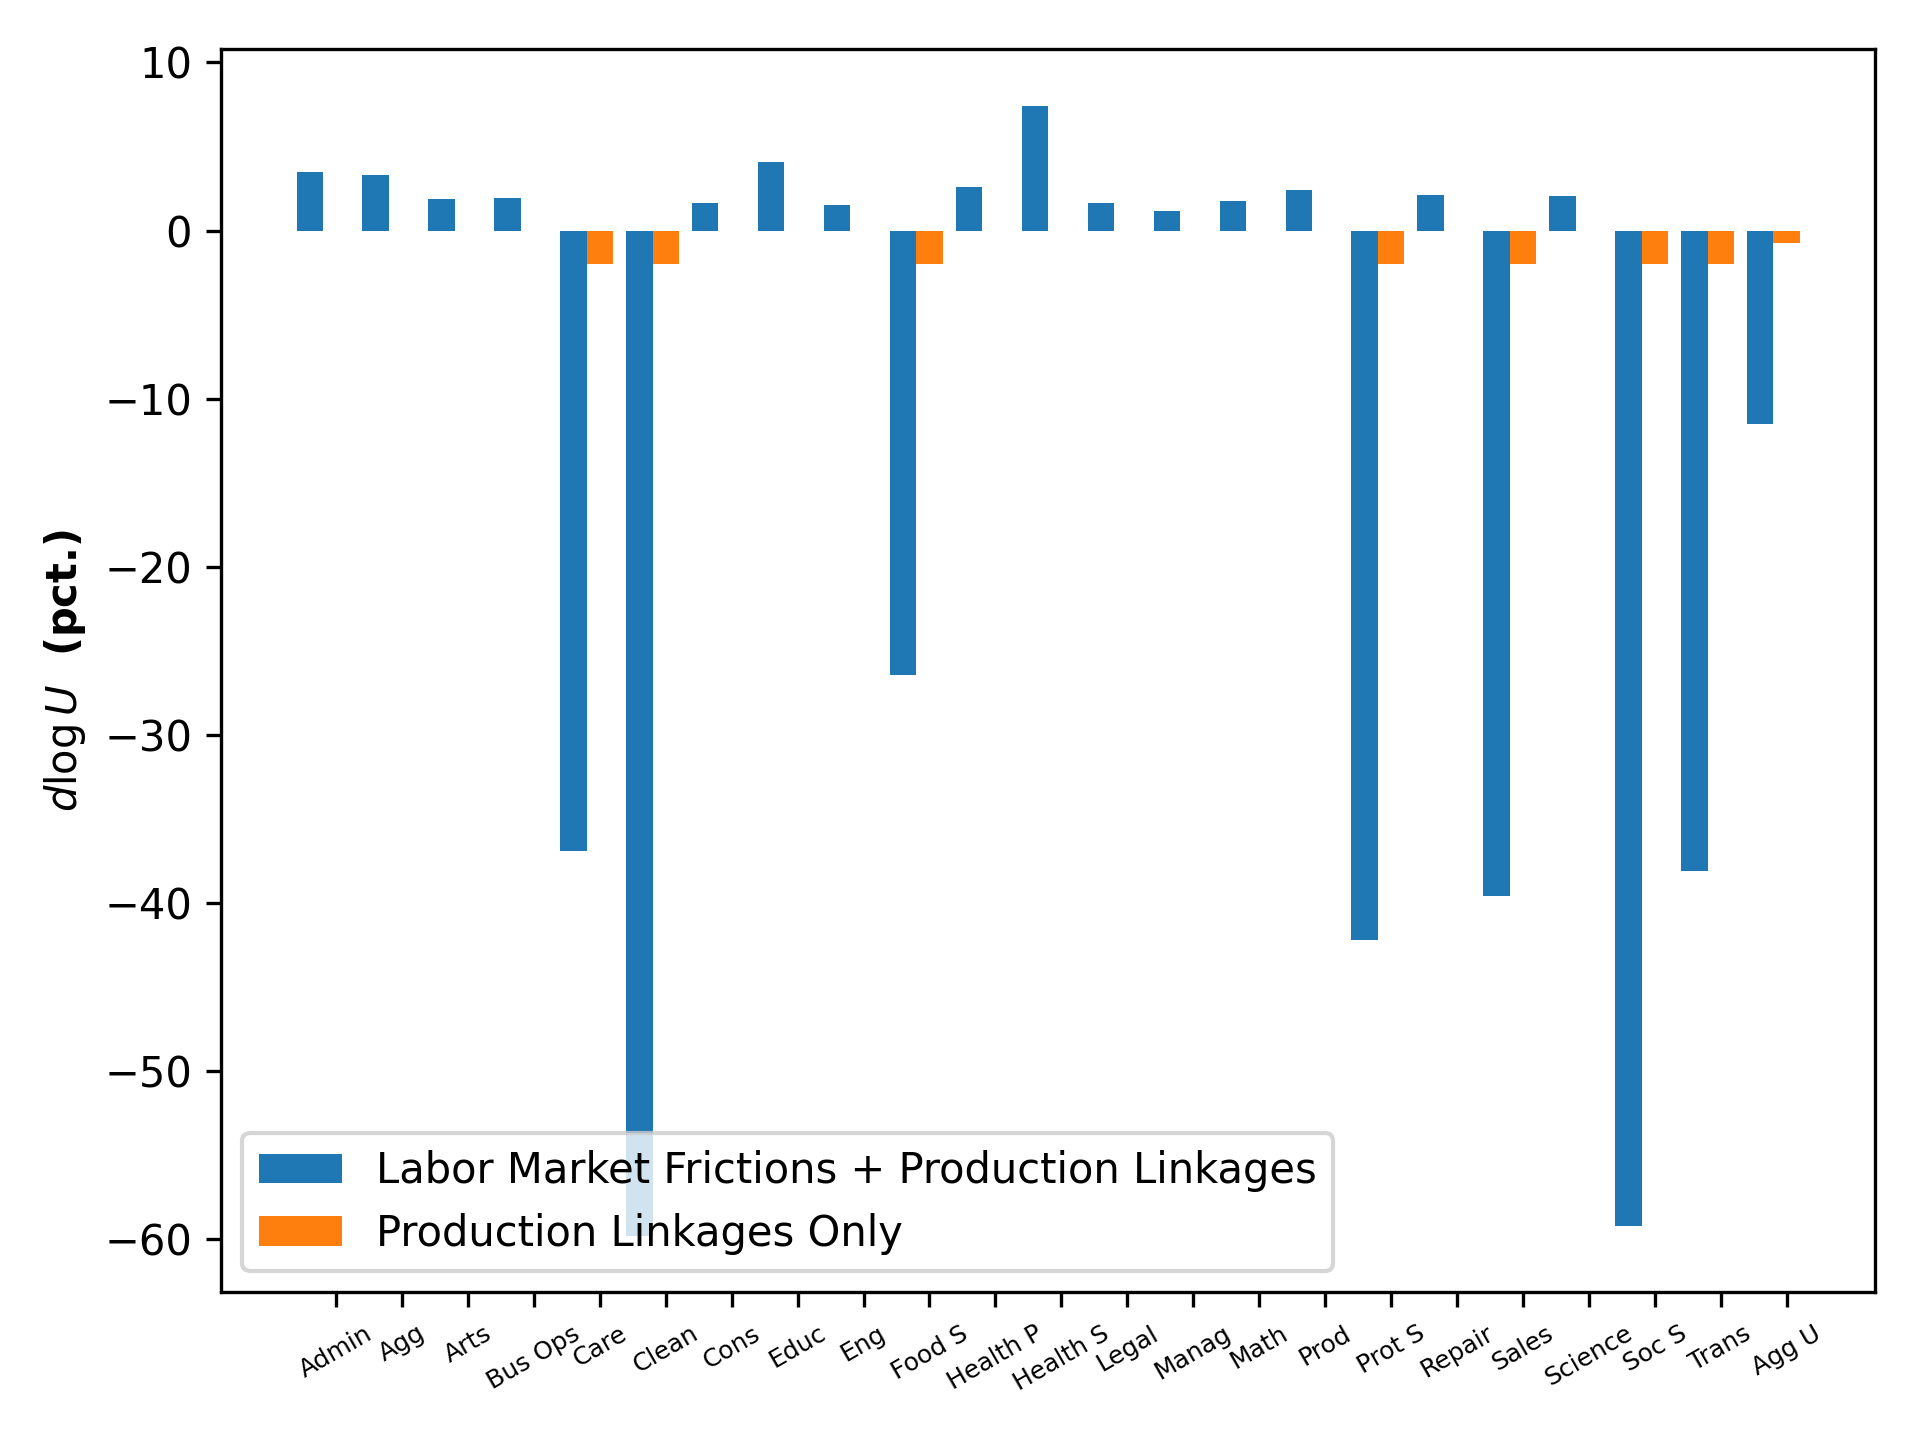 10
0
−10
−20
−30
−40
−50
−60
d log U (pct.)
Labor Market Frictions + Production Linkages
Production Linkages Only
Admin
Agg
Arts
Bus Ops
Care
Clean
Cons
Educ
Eng
Food S
Health P
Health S
Legal
Manag
Math
Prod
Prot S
Repair
Sales
Science
Soc S
Trans
Agg U